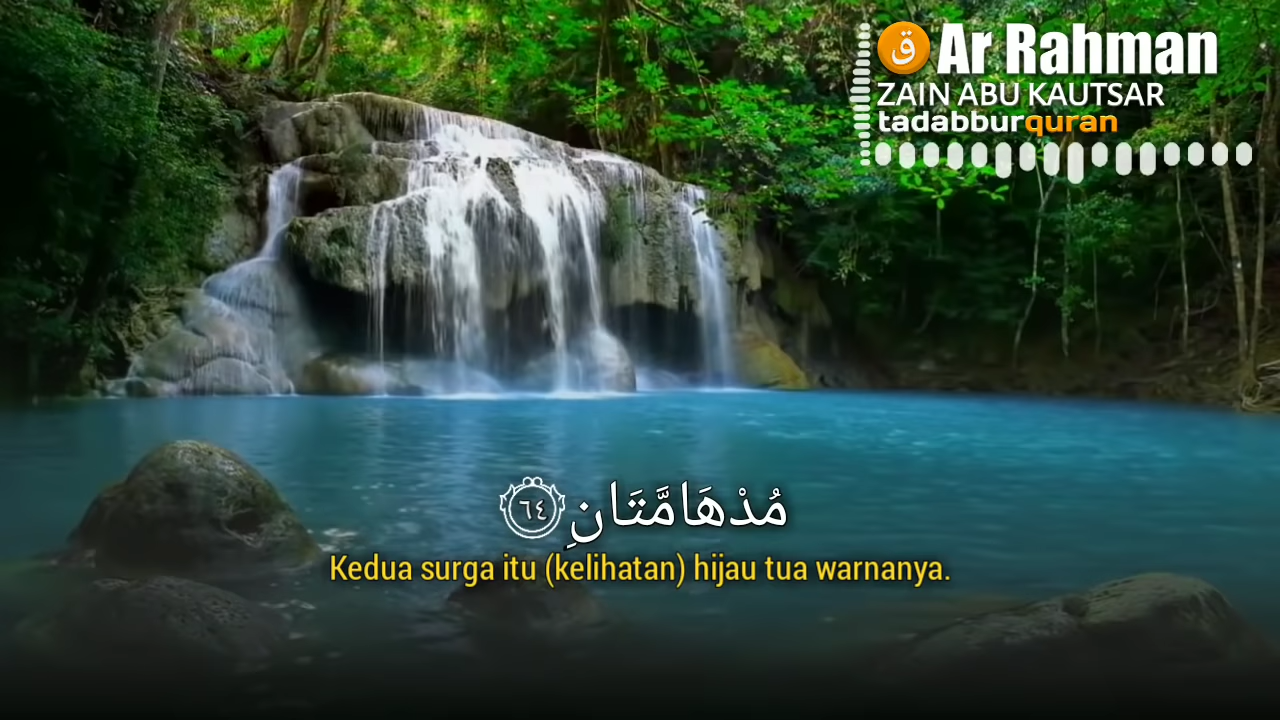 ق Ar Rahman
ZAIN ABU KAUTSAR
tadabburquran
مُدْهَامَّتَانِ ٦٤
Kedua surga itu (kelihatan) hijau tua warnanya.